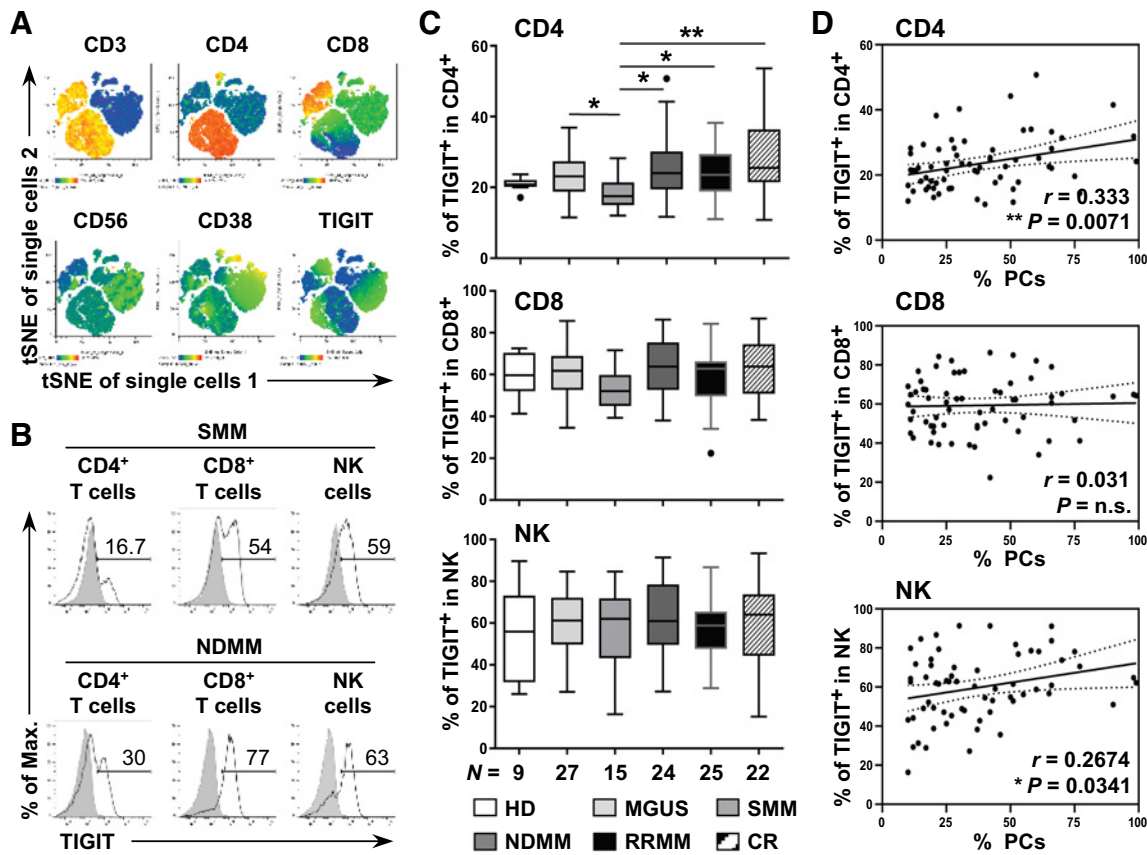 A
CD3 CD4 CD8
CD56 CD38 TIGIT
tSNE of single cells 2
tSNE of single cells 1
B
SMM
CD4+ T cells
CD8+ T cells
NK cells
16.7 54 59
NDMM
CD4+ T cells
CD8+ T cells
NK cells
30 77 63
% of Max.
TIGIT
C
CD4
% of TIGIT+ in CD4+
60
40
20
0
* * * **
CD8
% of TIGIT+ in CD8+
100
80
60
40
20
0
NK
% of TIGIT+ in NK
100
80
60
40
20
0
N = 9 27 15 24 25 22
HD MGUS SMM
NDMM RRMM CR
D
CD4
% of TIGIT+ in CD4+
60
40
20
0
r = 0.333
** P = 0.0071
0 25 50 75 100
% PCs
CD8
% of TIGIT+ in CD8+
100
80
60
40
20
0
r = 0.031
P = n.s.
0 25 50 75 100
% PCs
NK
% of TIGIT+ in NK
100
80
60
40
20
0
r = 0.2674
* P = 0.0341
0 25 50 75 100
% PCs